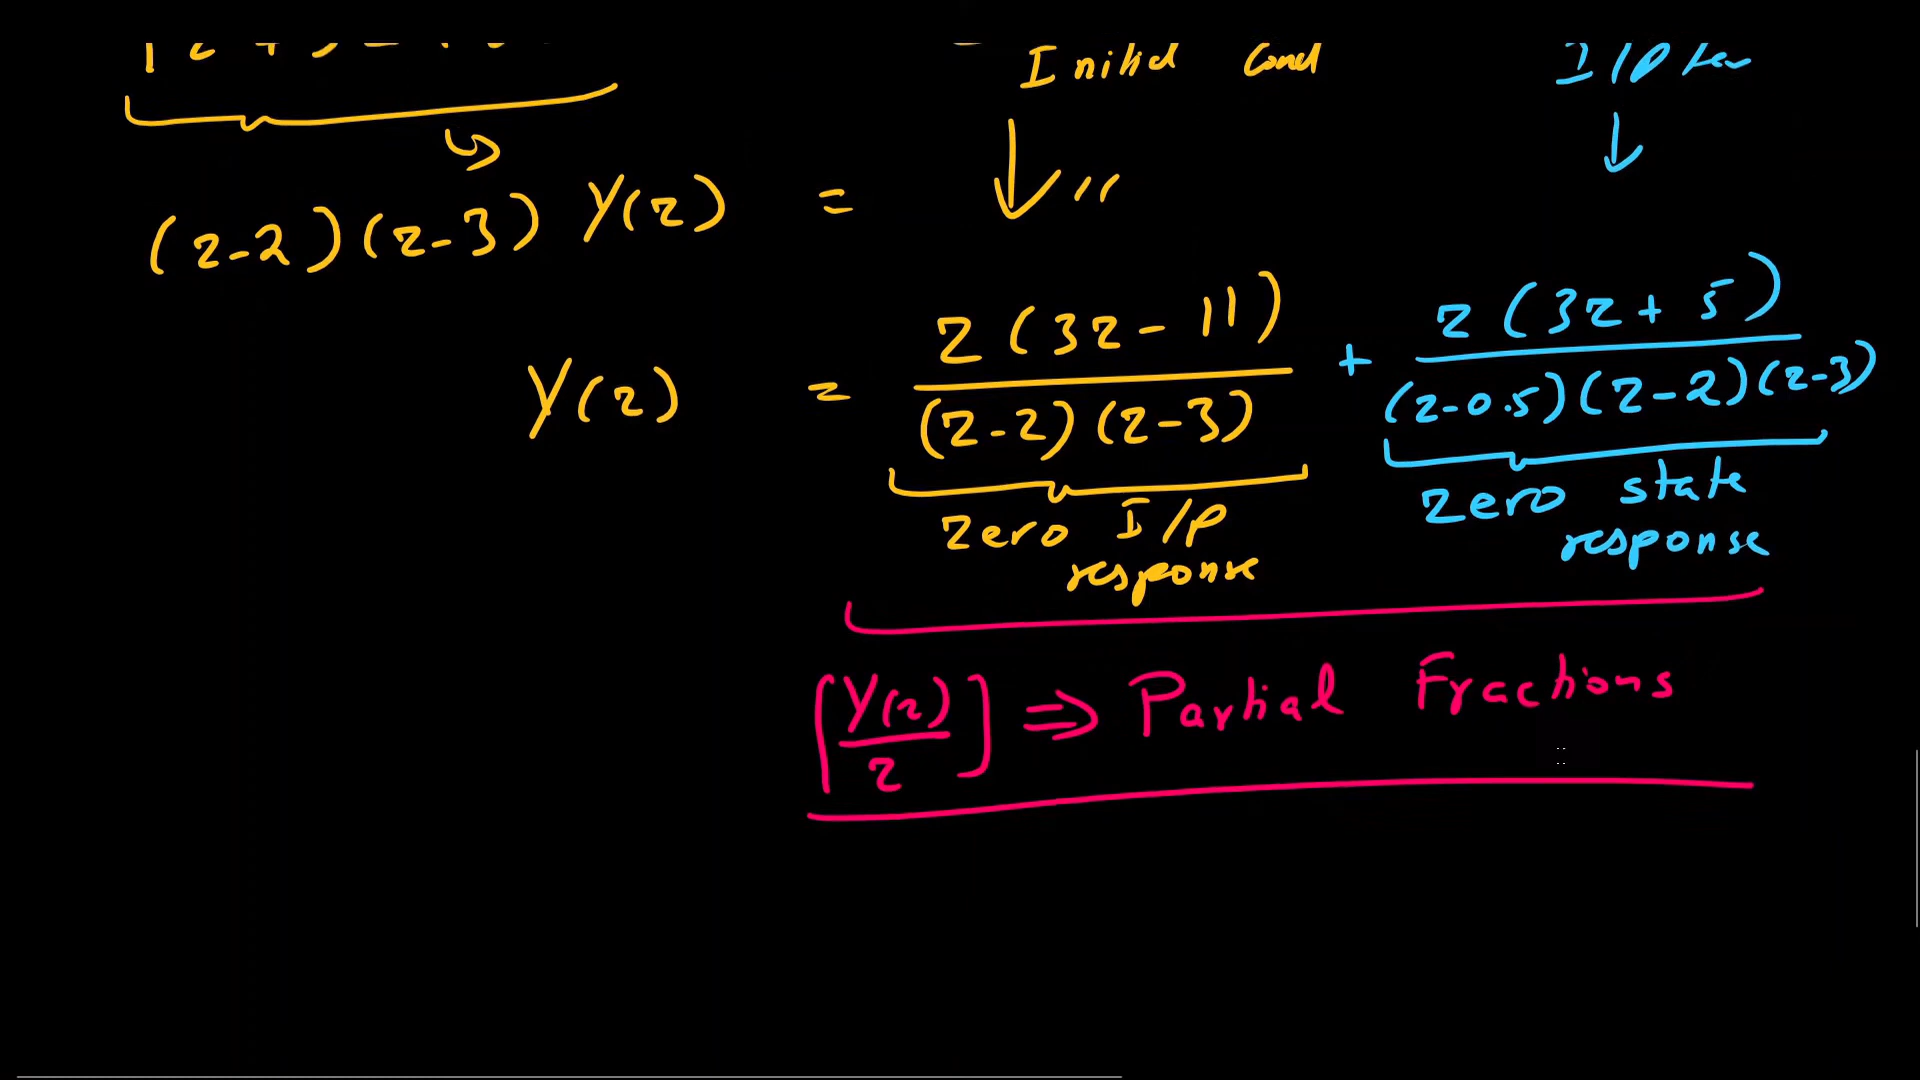 Initial Cond
I/P ter
(z-2)(z-3) Y(z) = "
Y(z) = z(3z-11) / (z-2)(z-3) + z(3z+5) / (z-0.5)(z-2)(z-3)
Zero I/P response
Zero state response
[Y(z)/z] ⇒ Partial Fractions